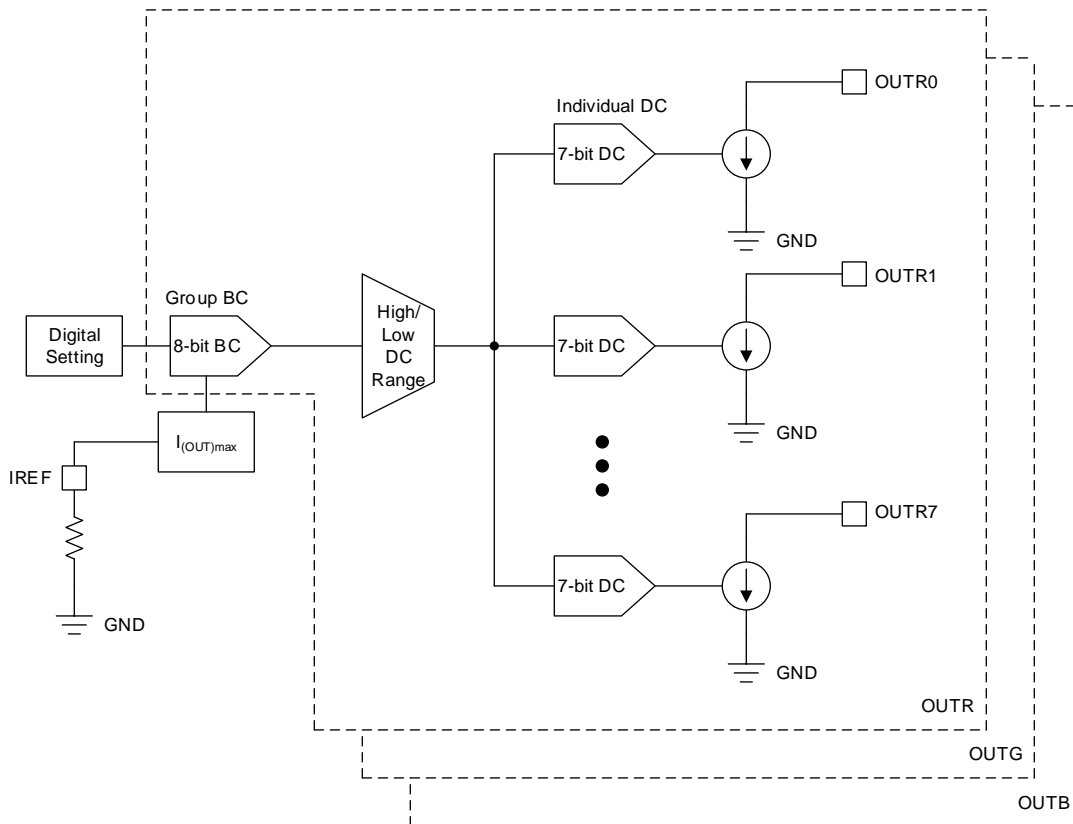 OUTR0
Individual DC
7-bit DC
GND
OUTR1
Group BC
High/
Low
DC
Range
Digital
Setting
8-bit BC
7-bit DC
GND
I(OUT)max
IREF
OUTR7
7-bit DC
GND
GND
OUTR
OUTG
OUTB